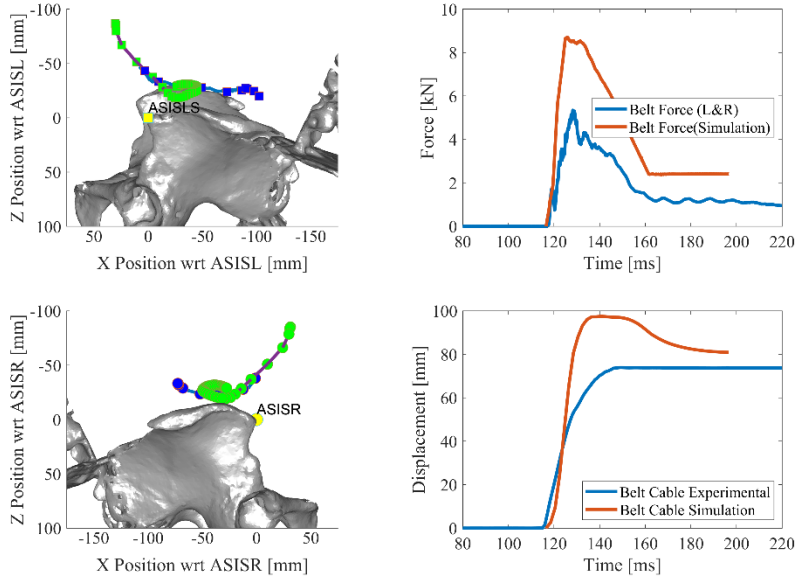 -100
-50
0
50
100
Z Position wrt ASISL [mm]
ASISLS
50 0 -50 -100 -150
X Position wrt ASISL [mm]
10
8
6
4
2
0
Force [kN]
Belt Force (L&R)
Belt Force(Simulation)
80 100 120 140 160 180 200 220
Time [ms]
-100
-50
0
50
100
Z Position wrt ASISR [mm]
ASISR
-150 -100 -50 0 50
X Position wrt ASISR [mm]
100
80
60
40
20
0
Displacement [mm]
Belt Cable Experimental
Belt Cable Simulation
80 100 120 140 160 180 200 220
Time [ms]